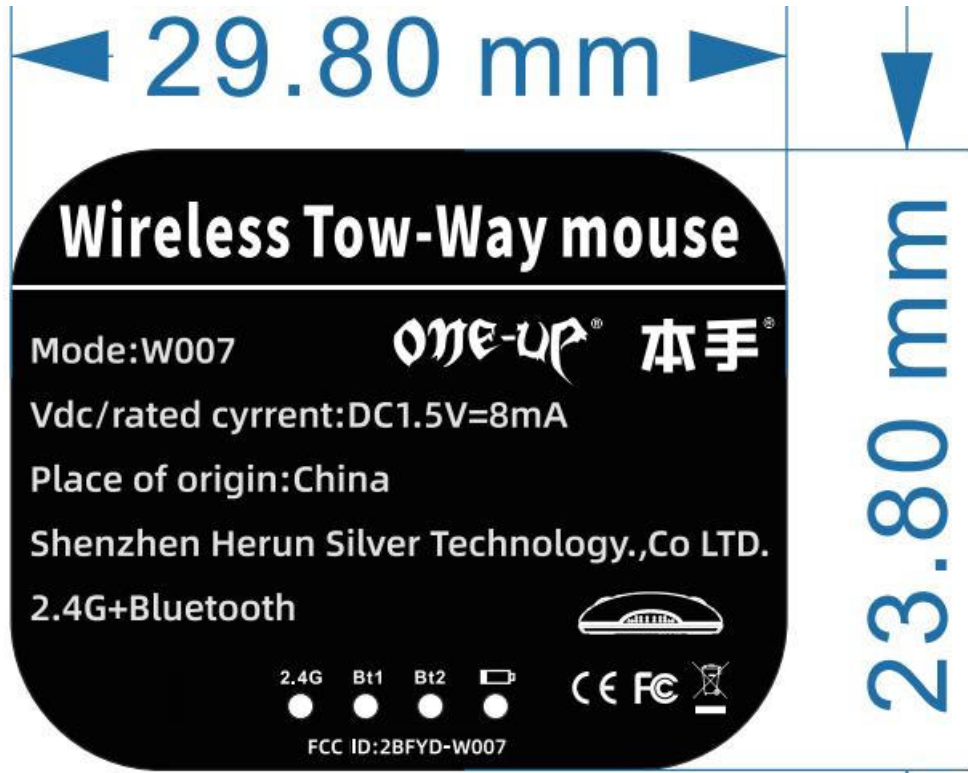 29.80 mm
23.80 mm
Wireless Tow-Way mouse
Mode:W007 one-up® 本手®
Vdc/rated cyrrent:DC1.5V=8mA
Place of origin:China
Shenzhen Herun Silver Technology.,Co LTD.
2.4G+Bluetooth
2.4G Bt1 Bt2
CE FC
FCC ID:2BFYD-W007